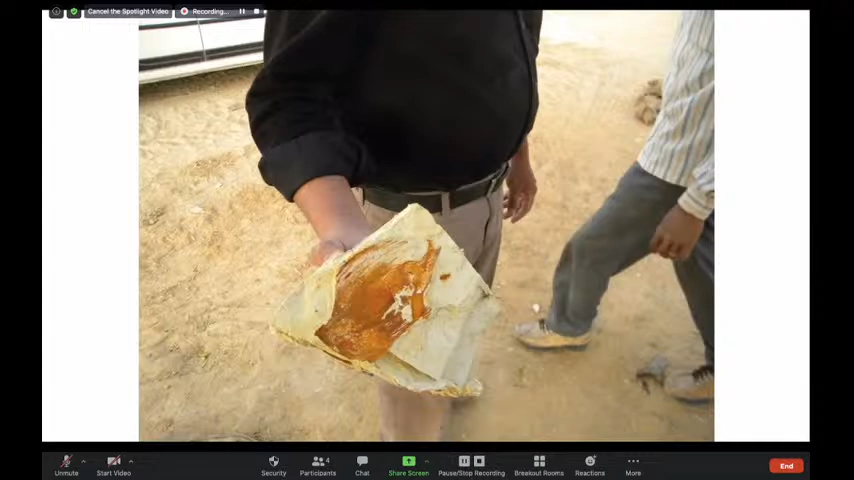 Cancel the Spotlight Video
Recording...
Unmute
Start Video
Security
Participants
4
Chat
Share Screen
Pause/Stop Recording
Breakout Rooms
Reactions
More
End